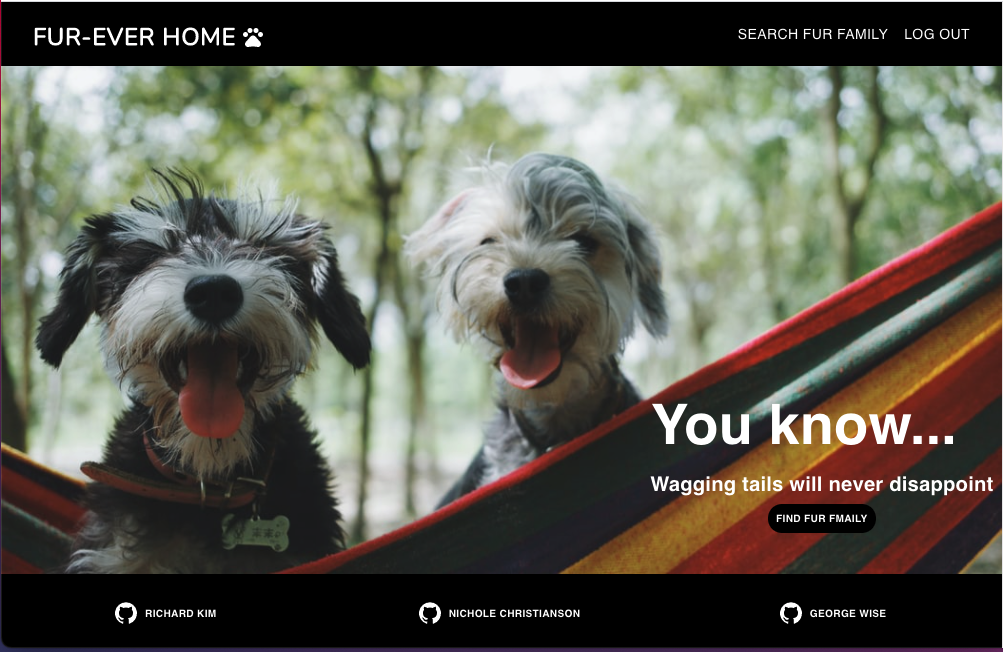 FUR-EVER HOME
SEARCH FUR FAMILY LOG OUT
You know...
Wagging tails will never disappoint
FIND FUR FMAILY
RICHARD KIM
NICHOLE CHRISTIANSON
GEORGE WISE